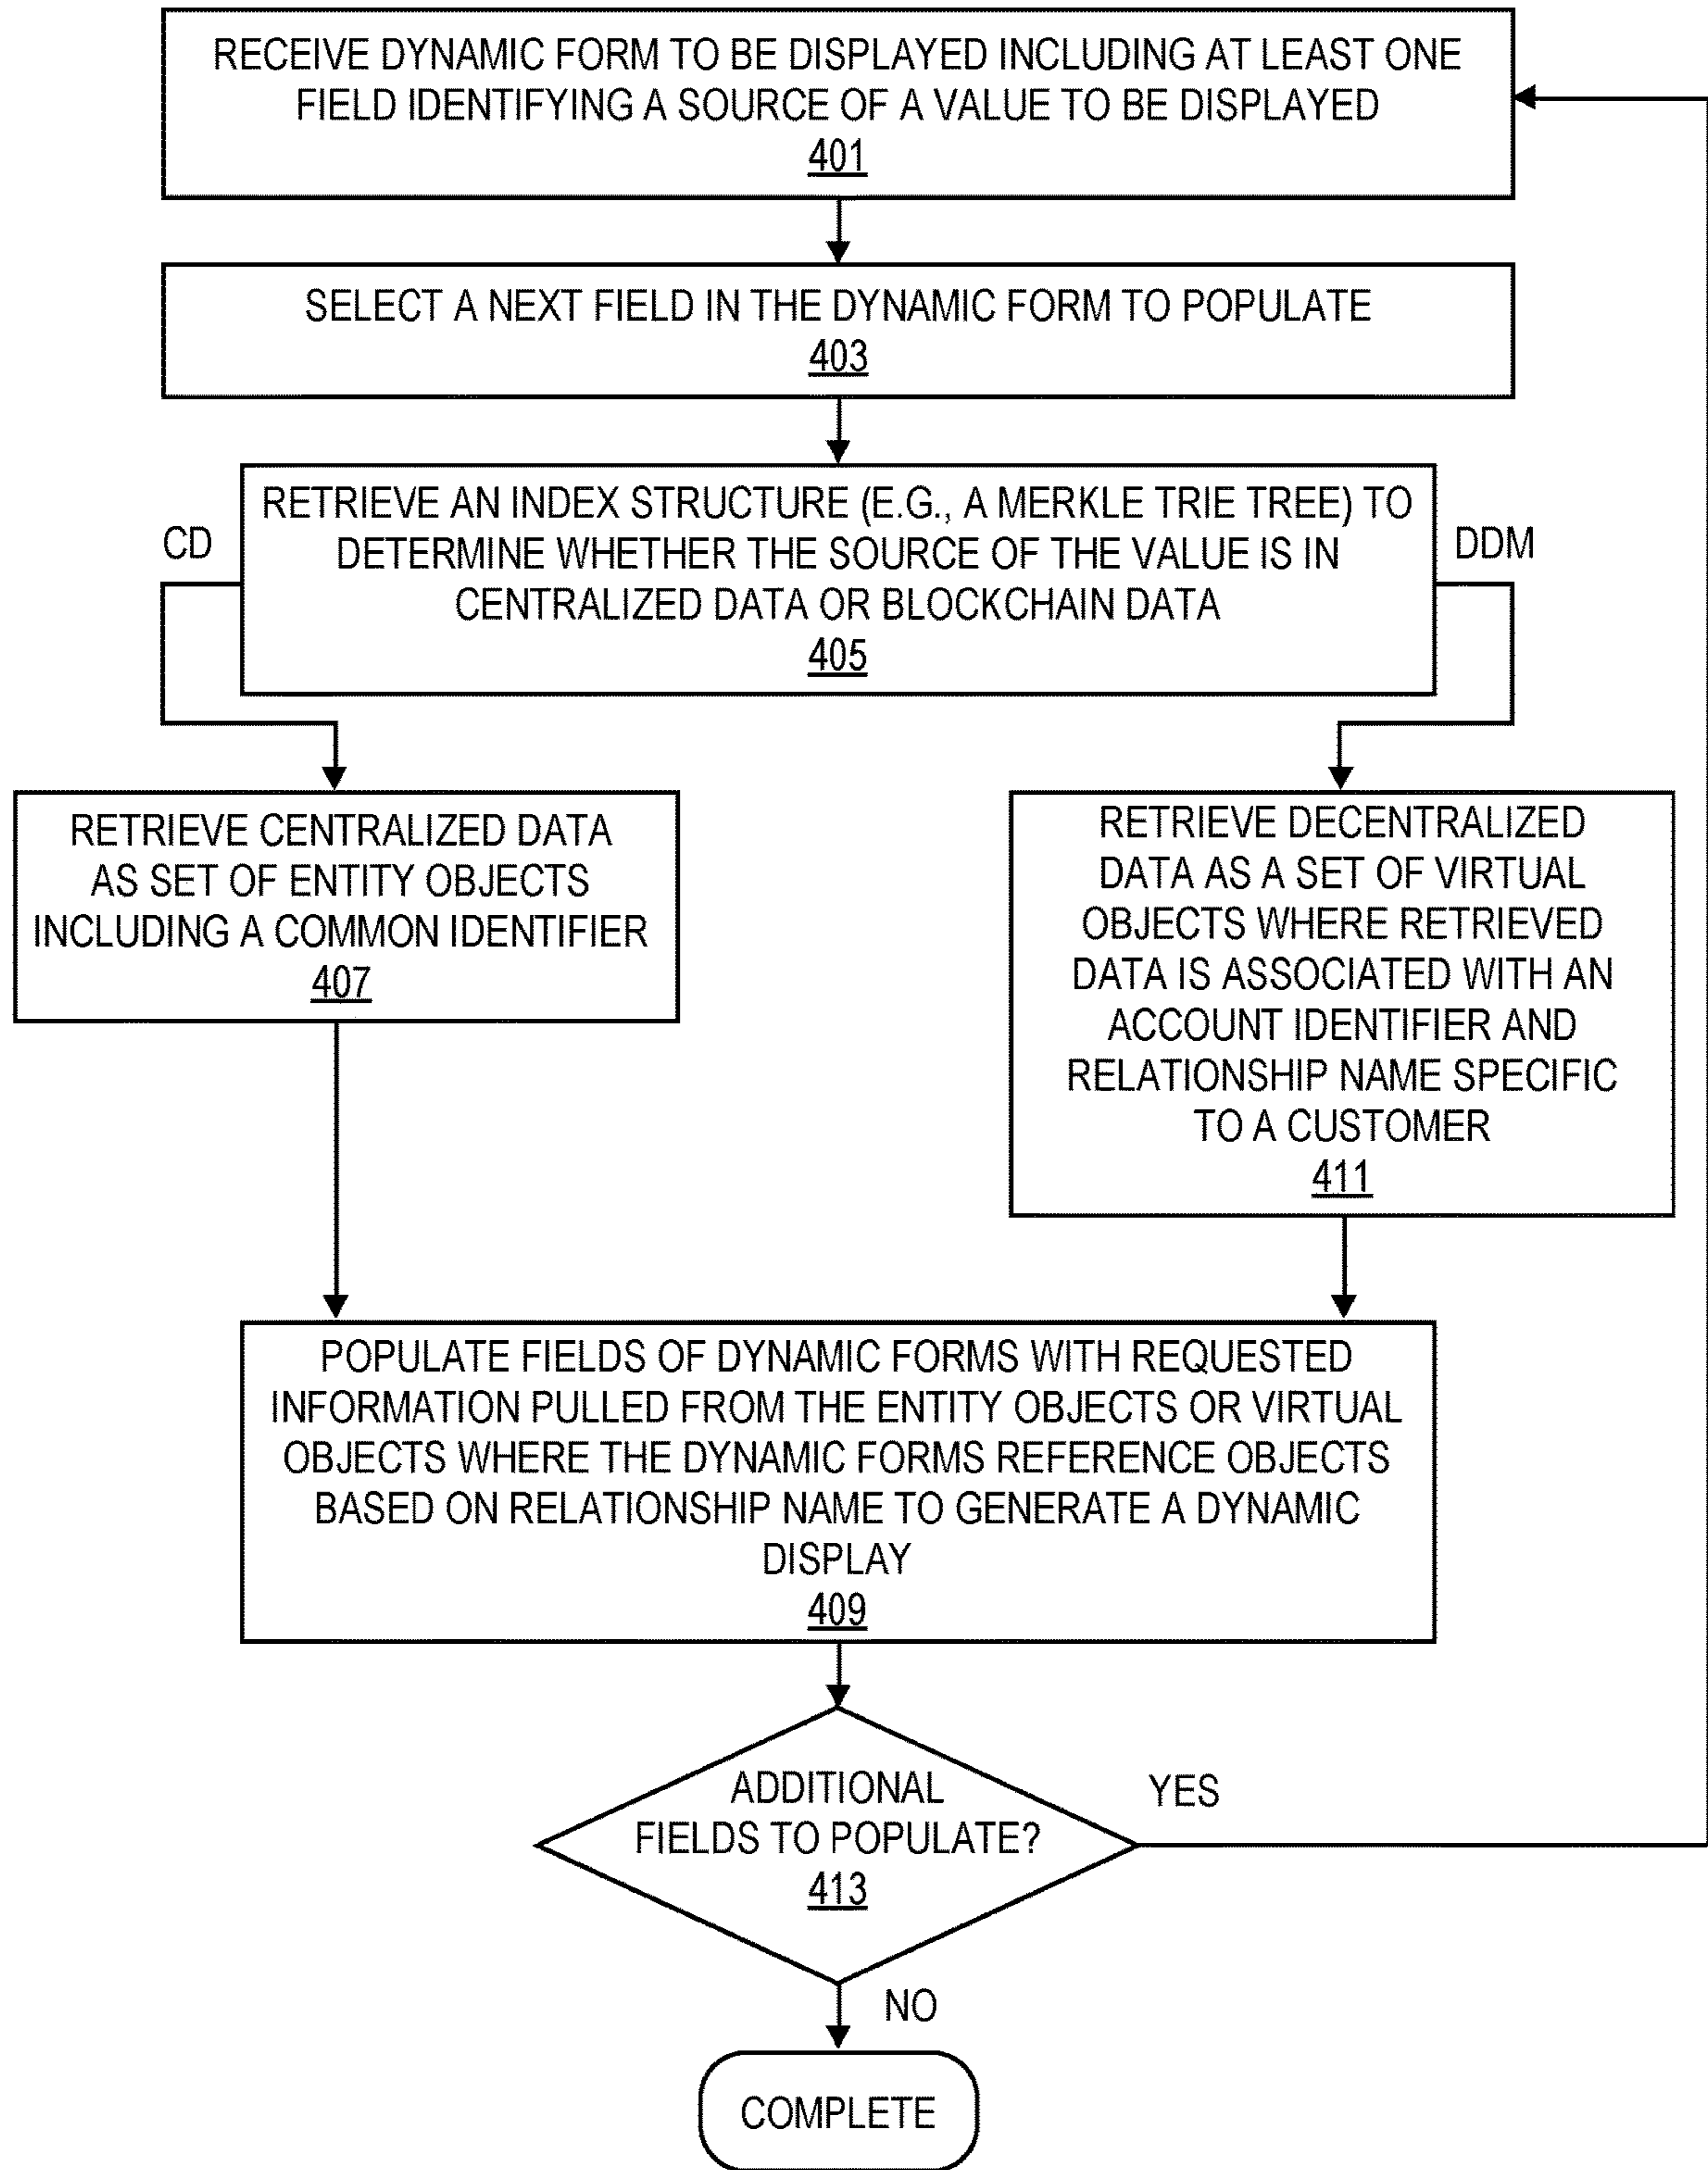 RECEIVE DYNAMIC FORM TO BE DISPLAYED INCLUDING AT LEAST ONE
FIELD IDENTIFYING A SOURCE OF A VALUE TO BE DISPLAYED
401
SELECT A NEXT FIELD IN THE DYNAMIC FORM TO POPULATE
403
RETRIEVE AN INDEX STRUCTURE (E.G., A MERKLE TRIE TREE) TO
DETERMINE WHETHER THE SOURCE OF THE VALUE IS IN
CENTRALIZED DATA OR BLOCKCHAIN DATA
405
CD
DDM
RETRIEVE CENTRALIZED DATA
AS SET OF ENTITY OBJECTS
INCLUDING A COMMON IDENTIFIER
407
RETRIEVE DECENTRALIZED
DATA AS A SET OF VIRTUAL
OBJECTS WHERE RETRIEVED
DATA IS ASSOCIATED WITH AN
ACCOUNT IDENTIFIER AND
RELATIONSHIP NAME SPECIFIC
TO A CUSTOMER
411
POPULATE FIELDS OF DYNAMIC FORMS WITH REQUESTED
INFORMATION PULLED FROM THE ENTITY OBJECTS OR VIRTUAL
OBJECTS WHERE THE DYNAMIC FORMS REFERENCE OBJECTS
BASED ON RELATIONSHIP NAME TO GENERATE A DYNAMIC
DISPLAY
409
ADDITIONAL
FIELDS TO POPULATE?
413
YES
NO
COMPLETE